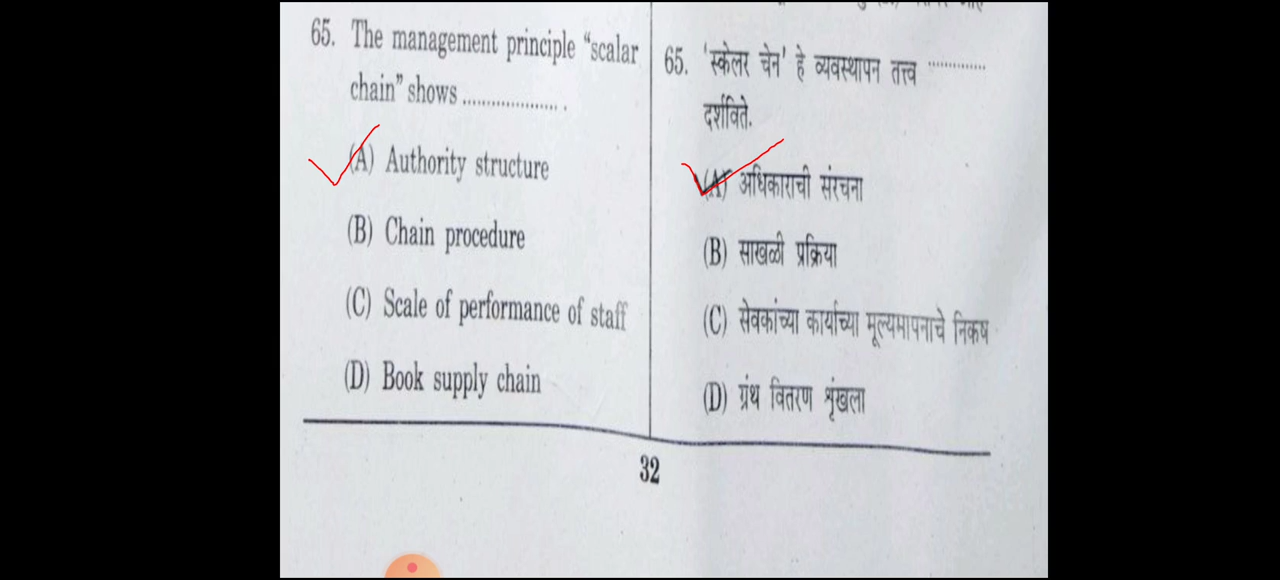 65. The management principle “scalar
chain” shows .................... .
(A) Authority structure
(B) Chain procedure
(C) Scale of performance of staff
(D) Book supply chain
65. 'स्केलर चेन' हे व्यवस्थापन तत्त्व .............
दर्शविते.
(A) अधिकाराची संरचना
(B) साखळी प्रक्रिया
(C) सेवकांच्या कार्याच्या मूल्यमापनाचे निकष
(D) ग्रंथ वितरण शृंखला
32